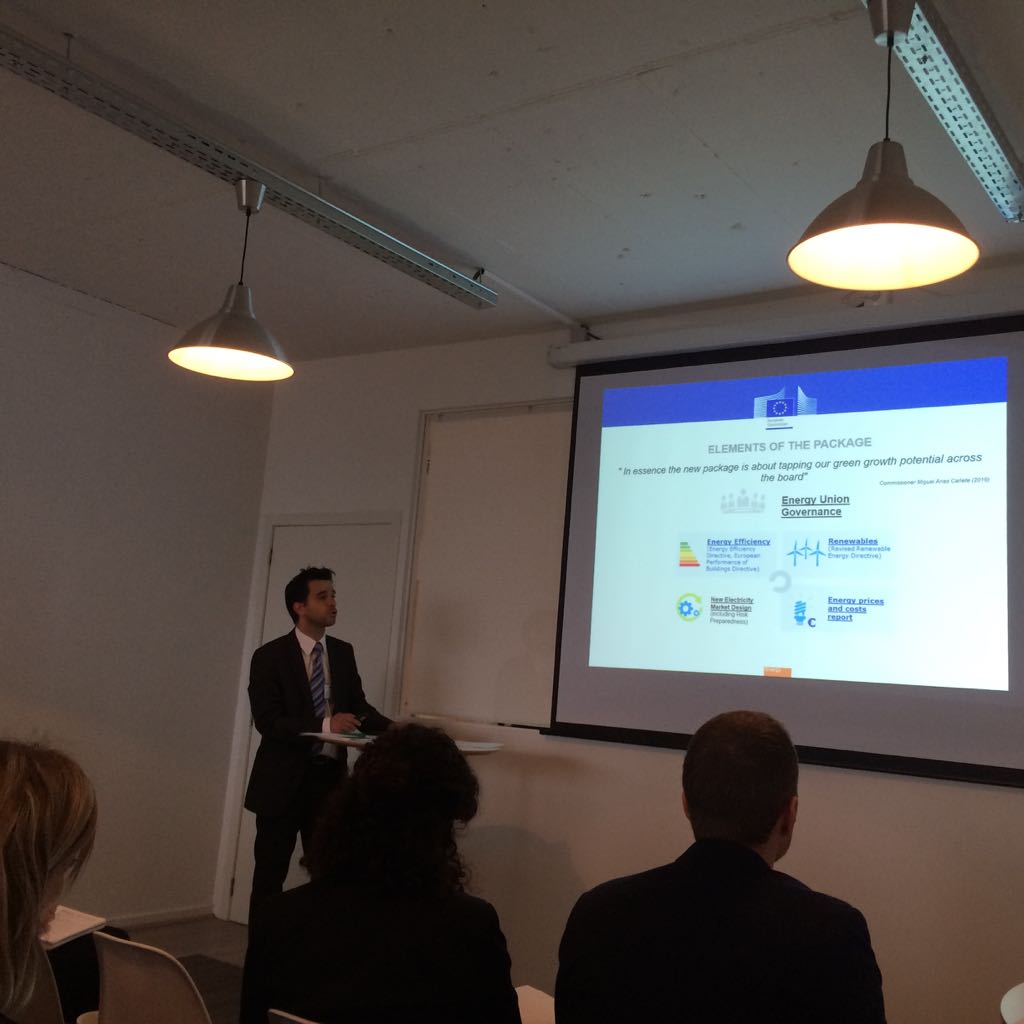 ELEMENTS OF THE PACKAGE
"In essence the new package is about tapping our green growth potential across
the board"
Commissioner Miguel Arias Cañete (2016)
Energy Union
Governance
Energy Efficiency
(Energy Efficiency
Directive, European
Performance of
Buildings Directive)
Renewables
(Revised Renewable
Energy Directive)
New Electricity
Market Design
(including Risk
Preparedness)
Energy prices
and costs
report
€